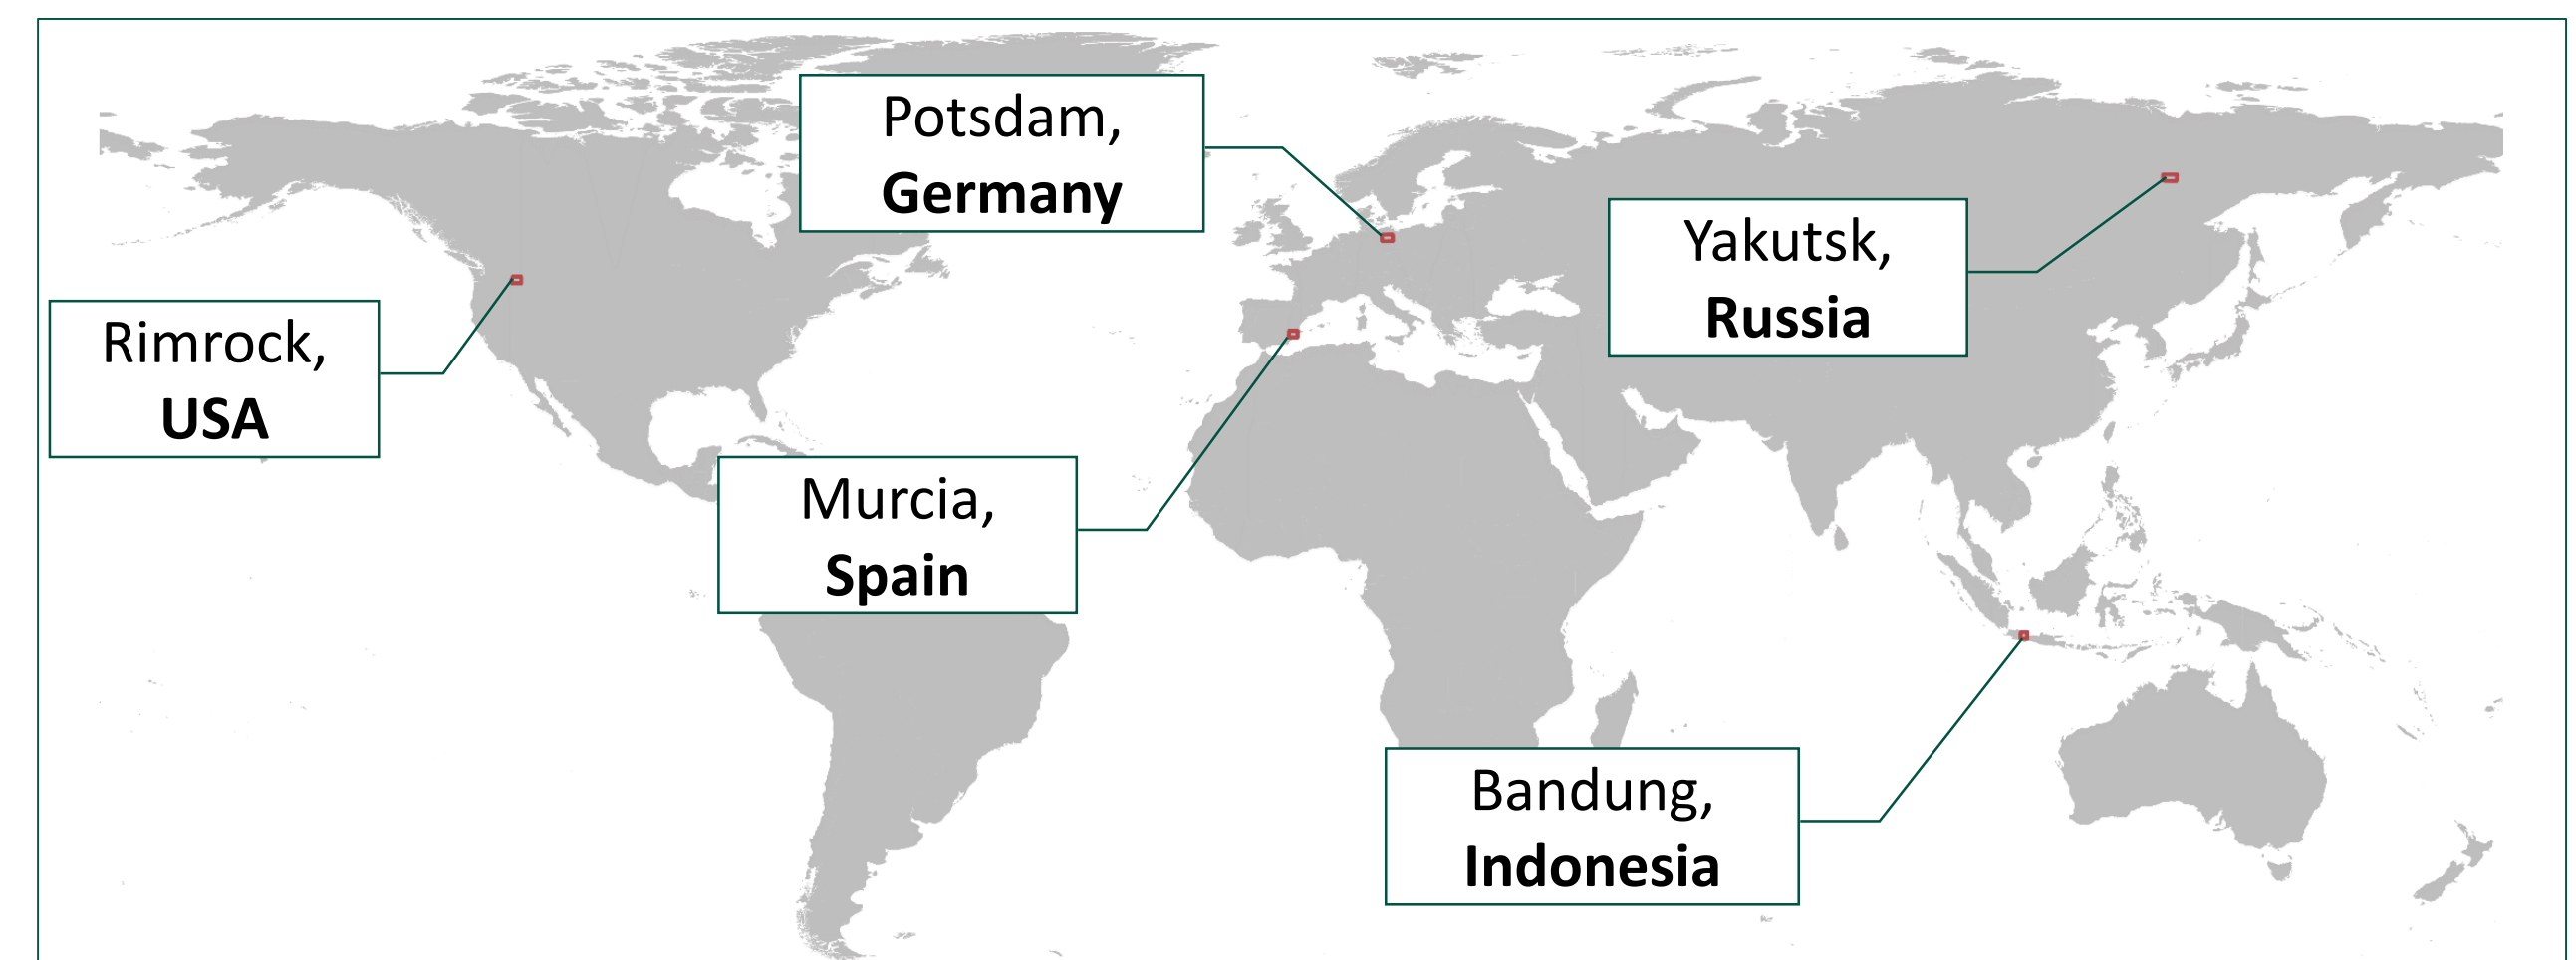 Potsdam,
Germany
Yakutsk,
Russia
Rimrock,
USA
Murcia,
Spain
Bandung,
Indonesia